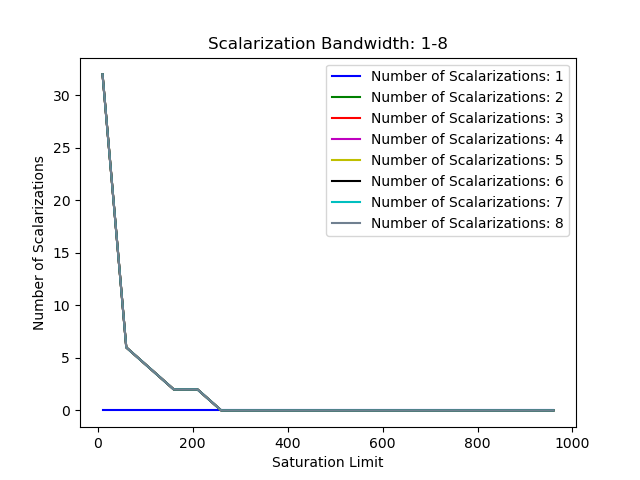 Scalarization Bandwidth: 1-8
Number of Scalarizations: 1
Number of Scalarizations: 2
Number of Scalarizations: 3
Number of Scalarizations: 4
Number of Scalarizations: 5
Number of Scalarizations: 6
Number of Scalarizations: 7
Number of Scalarizations: 8
Number of Scalarizations
30
25
20
15
10
5
0
0 200 400 600 800 1000
Saturation Limit